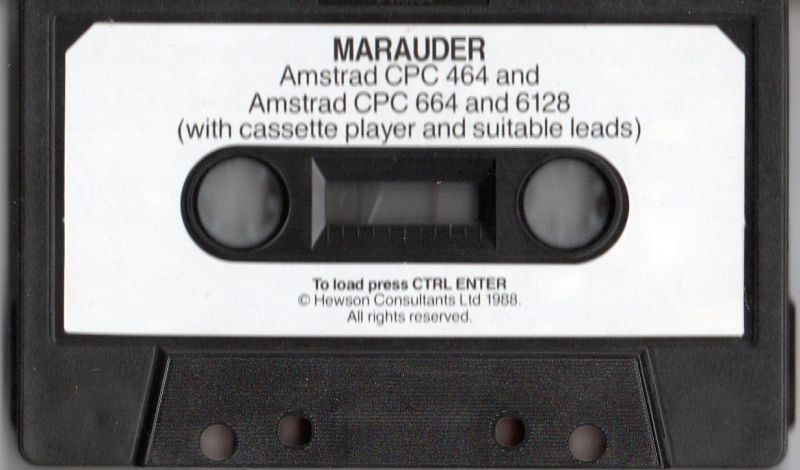 MARAUDER
Amstrad CPC 464 and
Amstrad CPC 664 and 6128
(with cassette player and suitable leads)
To load press CTRL ENTER
© Hewson Consultants Ltd 1988.
All rights reserved.